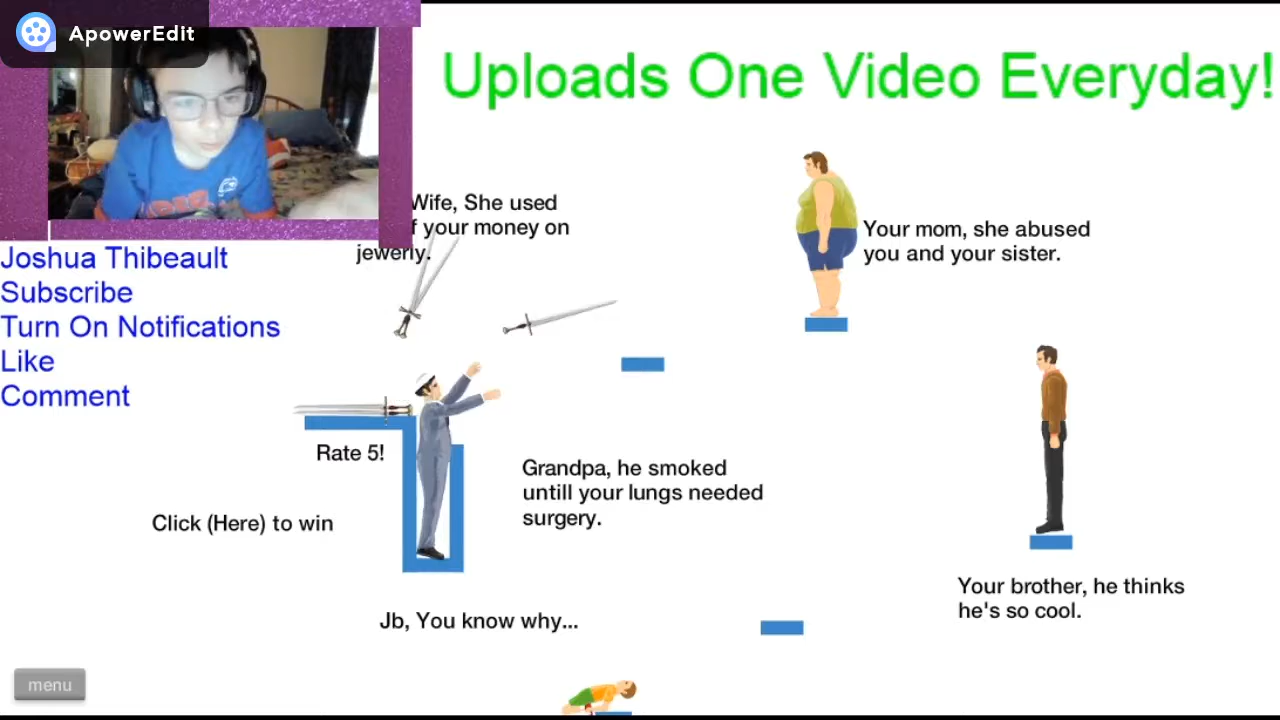 ApowerEdit
Uploads One Video Everyday!
Wife, She used
f your money on
jewerly.
Your mom, she abused
you and your sister.
Joshua Thibeault
Subscribe
Turn On Notifications
Like
Comment
Rate 5!
Grandpa, he smoked
untill your lungs needed
surgery.
Click (Here) to win
Your brother, he thinks
he's so cool.
Jb, You know why...
menu